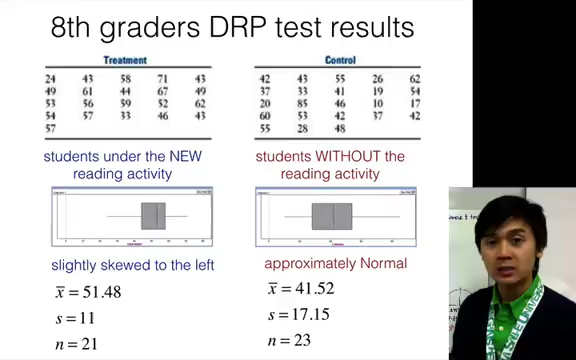 8th graders DRP test results
Treatment
24 43 58 71 43
49 61 44 67 49
53 56 59 52 62
54 57 33 46 43
57
students under the NEW
reading activity
slightly skewed to the left
x̄ = 51.48
s = 11
n = 21
Control
42 43 55 26 62
37 33 41 19 54
20 85 46 10 17
60 53 42 37 42
55 28 48
students WITHOUT the
reading activity
approximately Normal
x̄ = 41.52
s = 17.15
n = 23